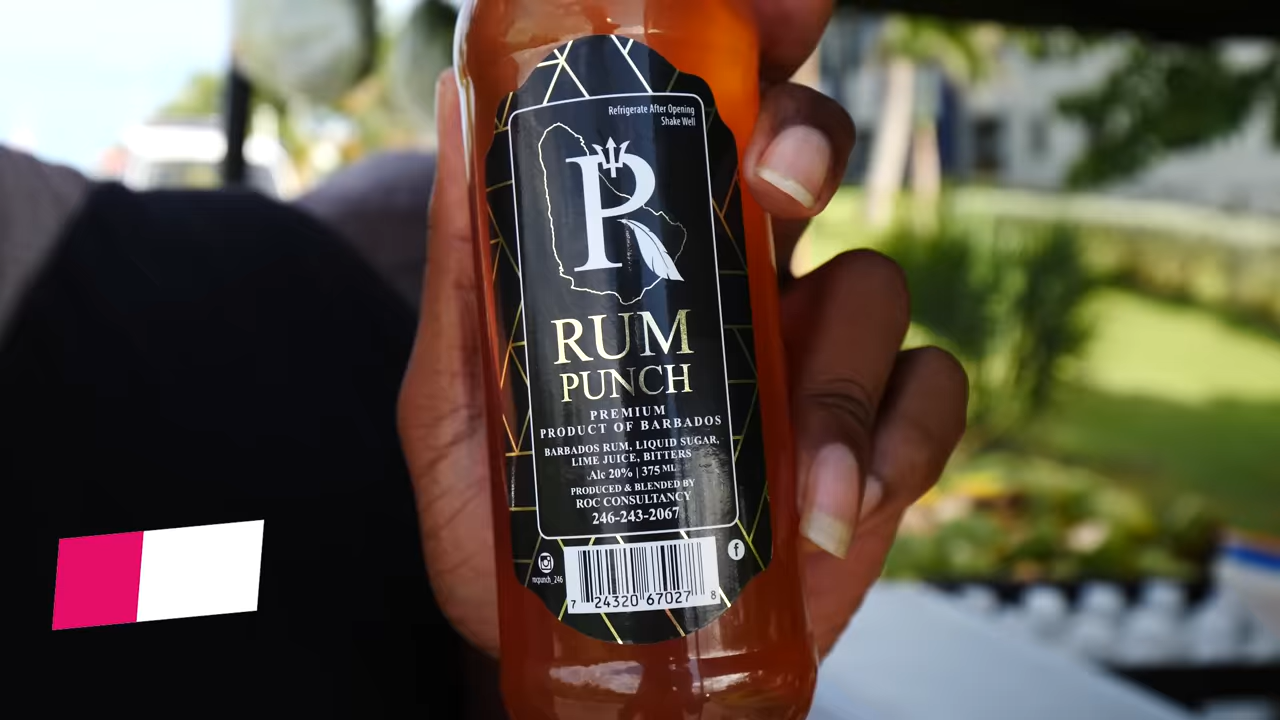 Refrigerate After Opening
Shake Well
R
RUM
PUNCH
PREMIUM
PRODUCT OF BARBADOS
BARBADOS RUM, LIQUID SUGAR,
LIME JUICE, BITTERS
Alc 20% | 375 ML
PRODUCED & BLENDED BY
ROC CONSULTANCY
246-243-2067
rocpunch_246
f
7 24320 67027 8